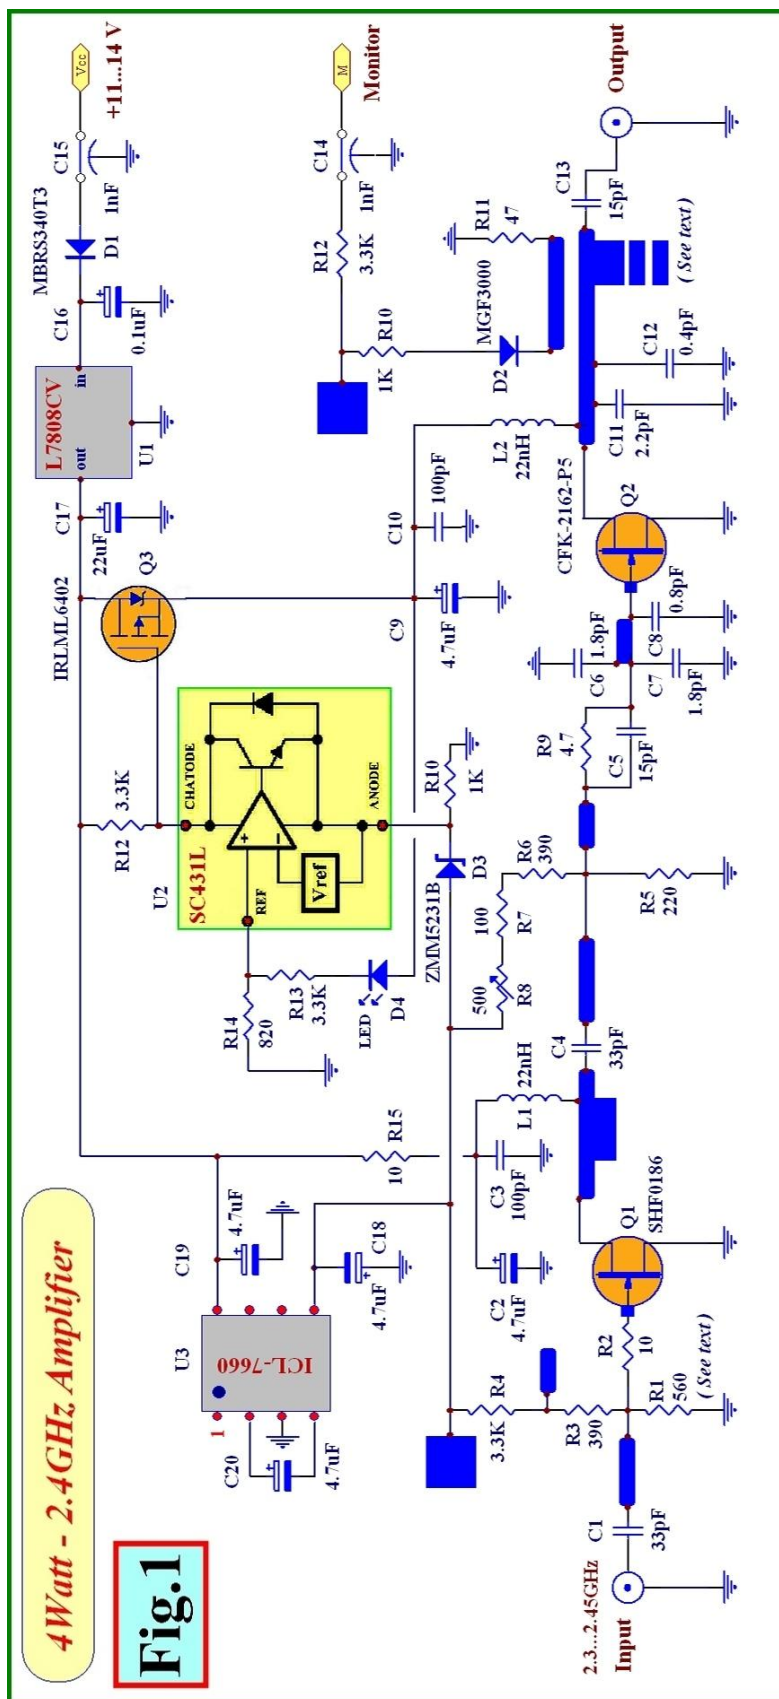 4Watt - 2.4GHz Amplifier
Fig.1
U3
ICL-7660
1
C19
4.7uF
C20
4.7uF
C18
4.7uF
R15
10
R12
3.3K
IRLML6402
Q3
C17
22uF
L7808CV
out
in
U1
C16
0.1uF
MBRS340T3
D1
C15
1nF
Vcc
+11...14 V
U2
SC431L
CHATODE
REF
ANODE
Vref
+
-
R14
820
R13
3.3K
LED
D4
R10
1K
ZMM5231B
D3
C9
4.7uF
C10
100pF
R12
3.3K
C14
1nF
M
Monitor
R10
1K
MGF3000
D2
R11
47
L2
22nH
C2
4.7uF
C3
100pF
L1
22nH
500
R8
100
R7
R6
390
R4
3.3K
R3
390
R2
10
R1
560
( See text )
Q1
SHF0186
C4
33pF
R5
220
R9
4.7
C5
15pF
C6
1.8pF
C7
1.8pF
C8
0.8pF
CFK-2162-P5
Q2
C11
2.2pF
C12
0.4pF
( See text )
C13
15pF
Output
C1
33pF
2.3...2.45GHz
Input